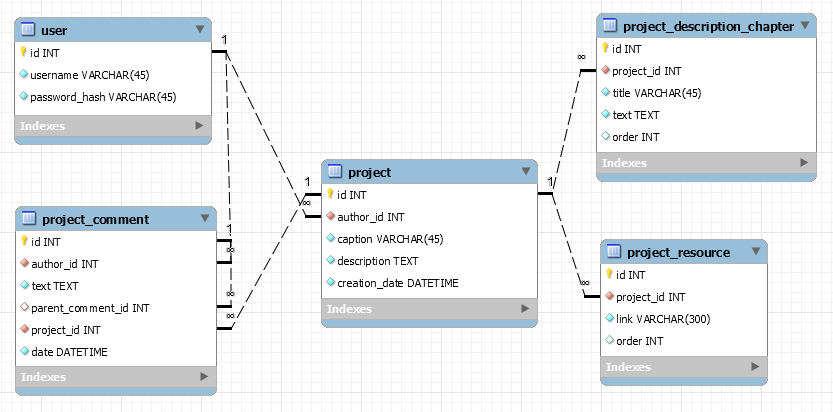 user
id INT
username VARCHAR(45)
password_hash VARCHAR(45)
Indexes
1
project_comment
id INT
author_id INT
text TEXT
parent_comment_id INT
project_id INT
date DATETIME
Indexes
1
∞
∞
∞
project
id INT
author_id INT
caption VARCHAR(45)
description TEXT
creation_date DATETIME
Indexes
1
∞
1
project_description_chapter
id INT
project_id INT
title VARCHAR(45)
text TEXT
order INT
Indexes
∞
project_resource
id INT
project_id INT
link VARCHAR(300)
order INT
Indexes
∞